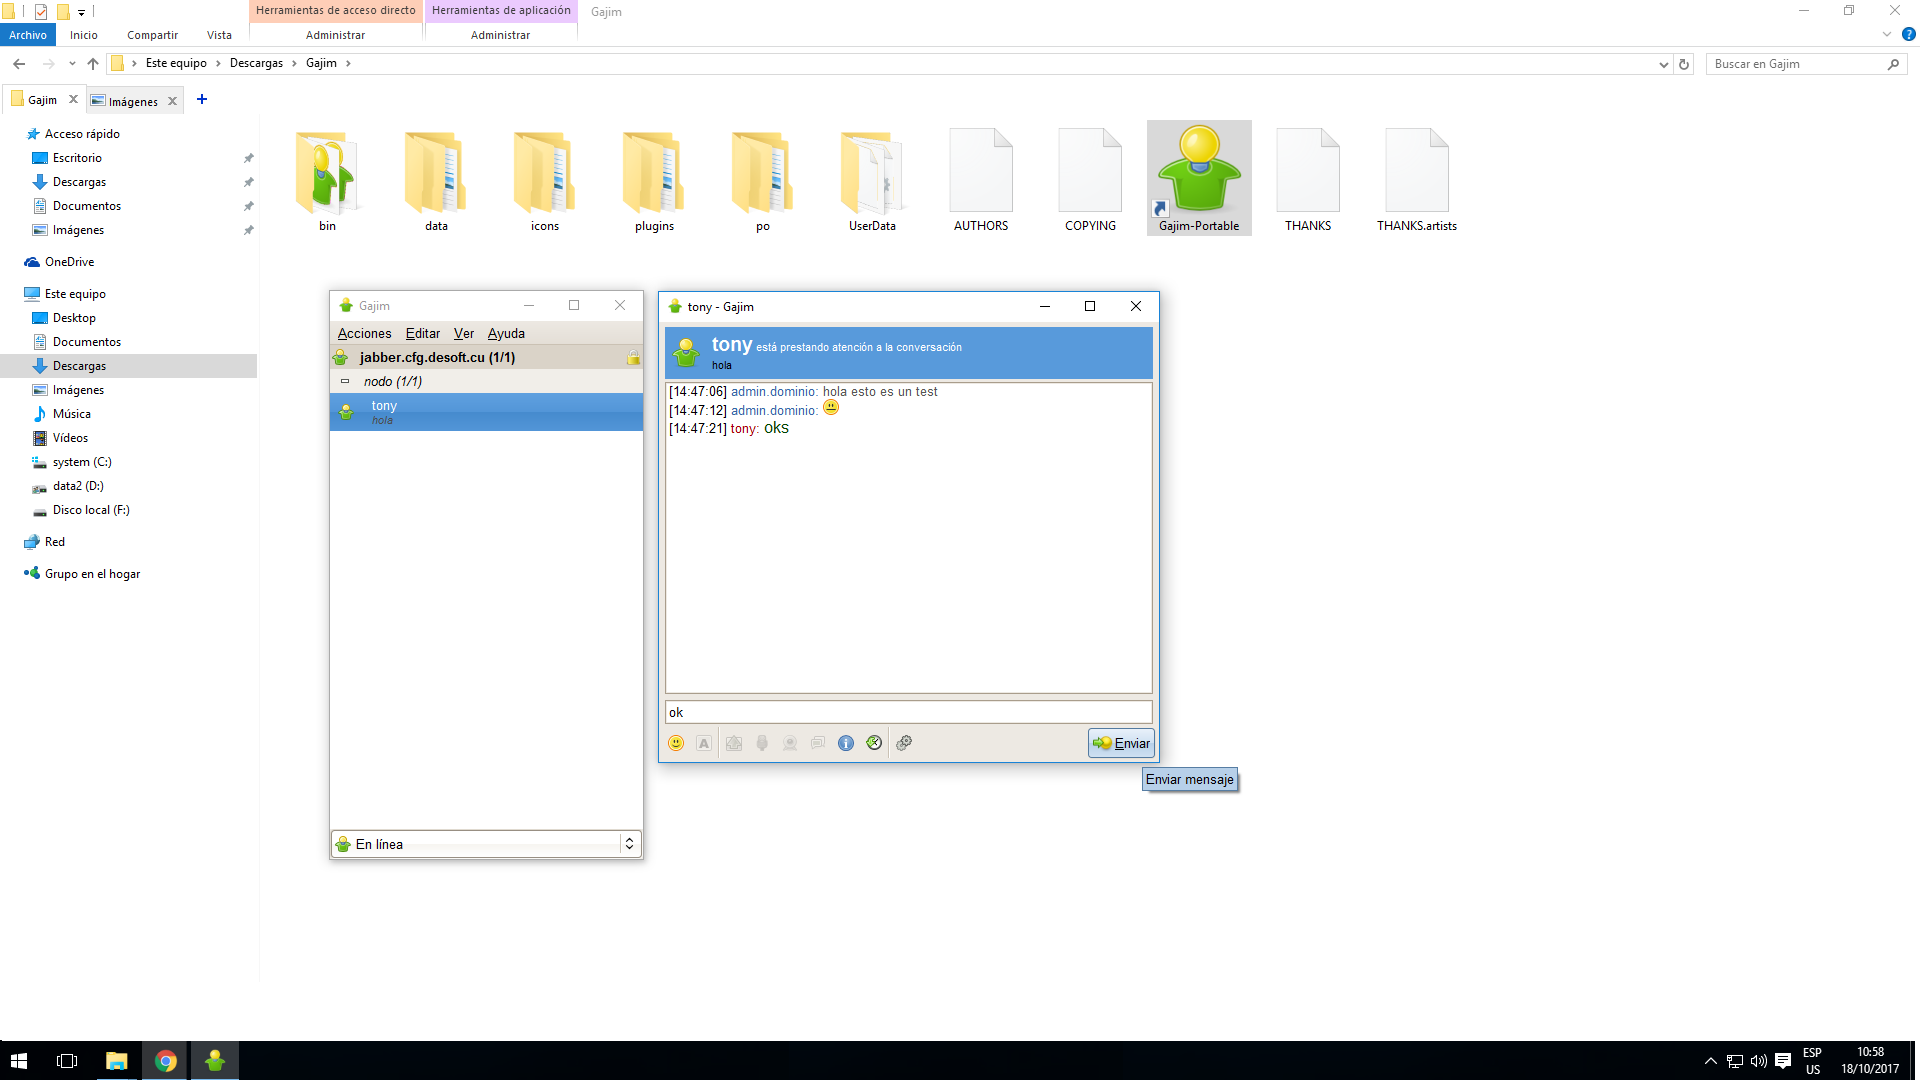 Herramientas de acceso directo
Herramientas de aplicación
Gajim
Archivo
Inicio
Compartir
Vista
Administrar
Administrar
Este equipo
Descargas
Gajim
Buscar en Gajim
Gajim
Imágenes
Acceso rápido
Escritorio
Descargas
Documentos
Imágenes
OneDrive
Este equipo
Desktop
Documentos
Descargas
Imágenes
Música
Vídeos
system (C:)
data2 (D:)
Disco local (F:)
Red
Grupo en el hogar
bin
data
icons
plugins
po
UserData
AUTHORS
COPYING
Gajim-Portable
THANKS
THANKS.artists
Gajim
Acciones Editar Ver Ayuda
jabber.cfg.desoft.cu (1/1)
nodo (1/1)
tony
hola
En línea
tony - Gajim
tony está prestando atención a la conversación
hola
[14:47:06] admin.dominio: hola esto es un test
[14:47:12] admin.dominio:
[14:47:21] tony: oks
ok
A
Enviar
Enviar mensaje
ESP
US
10:58
18/10/2017